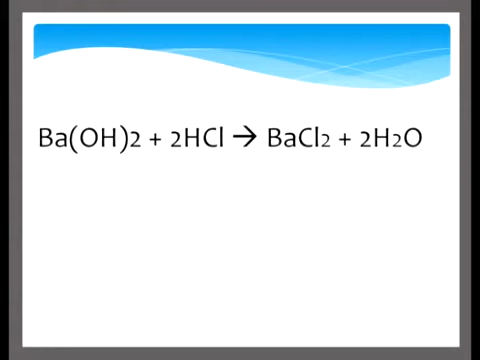 Ba(OH)2 + 2HCl → BaCl2 + 2H2O